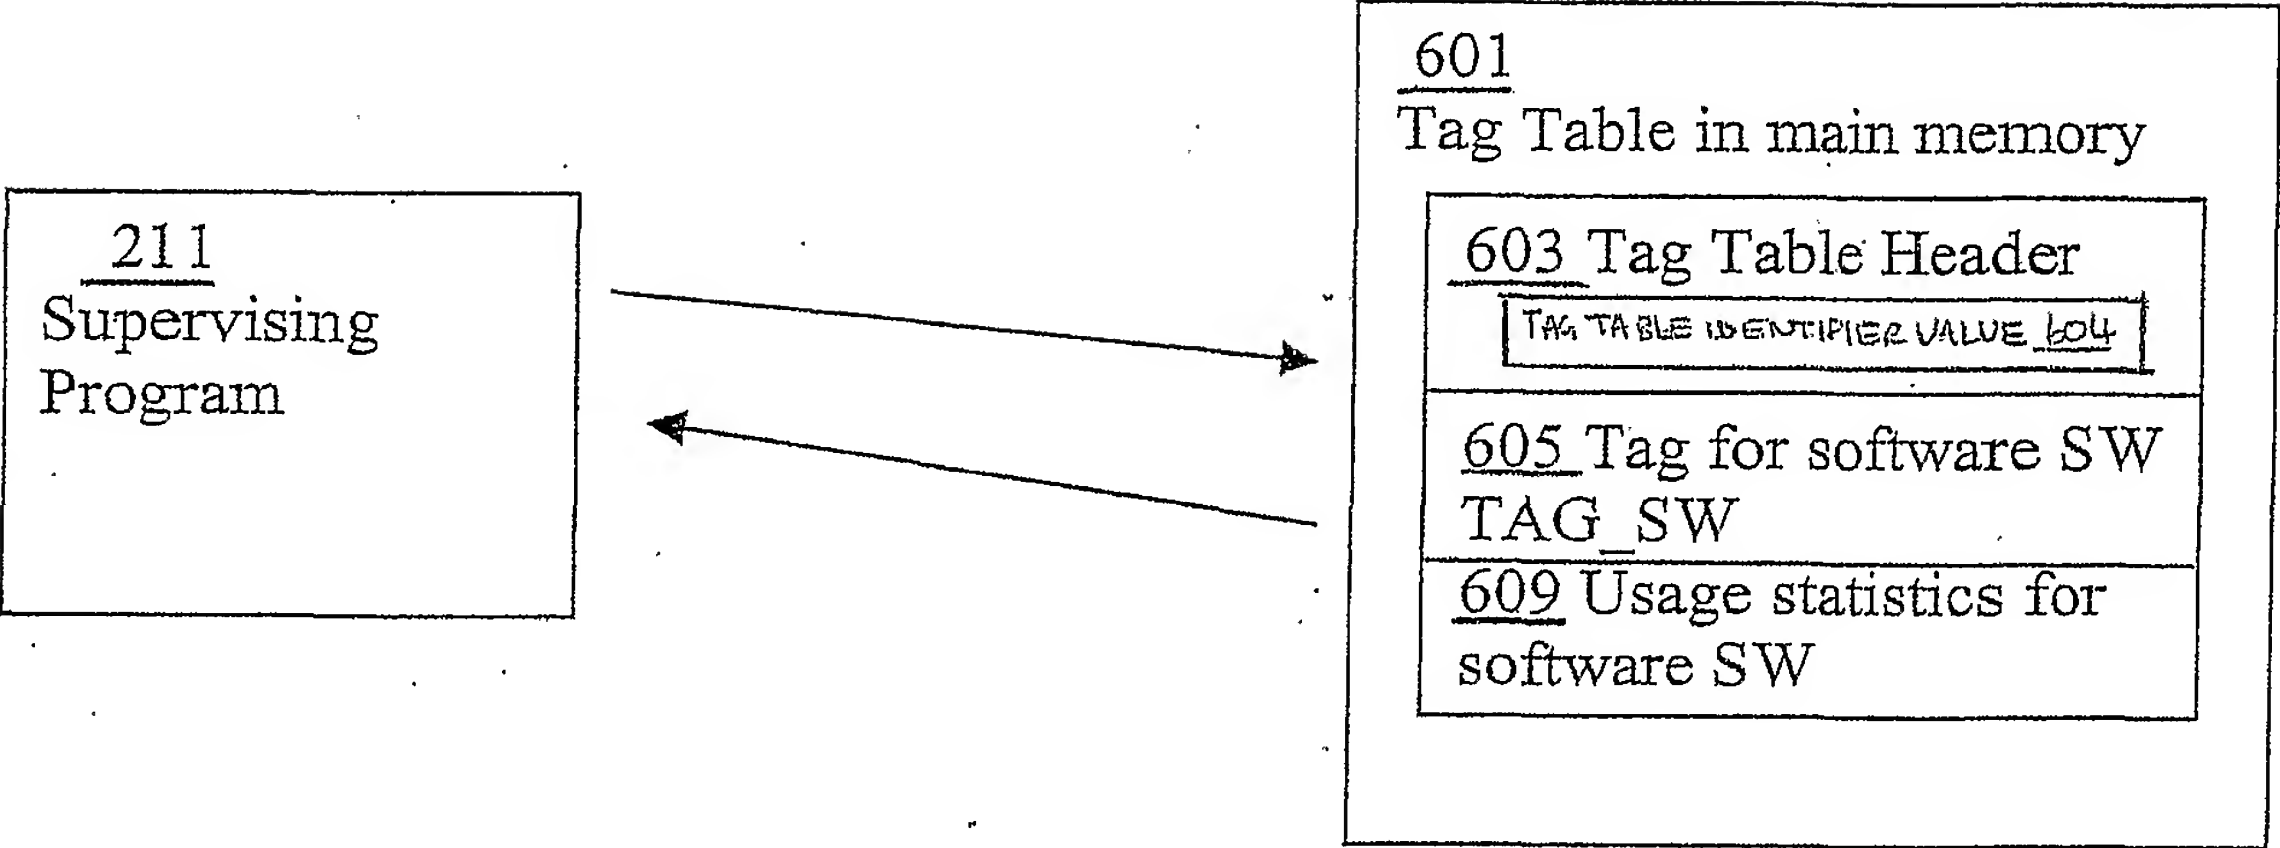 211
Supervising
Program
601
Tag Table in main memory
603 Tag Table Header
TAG TABLE IDENTIFIER VALUE 604
605 Tag for software SW
TAG_SW
609 Usage statistics for
software SW